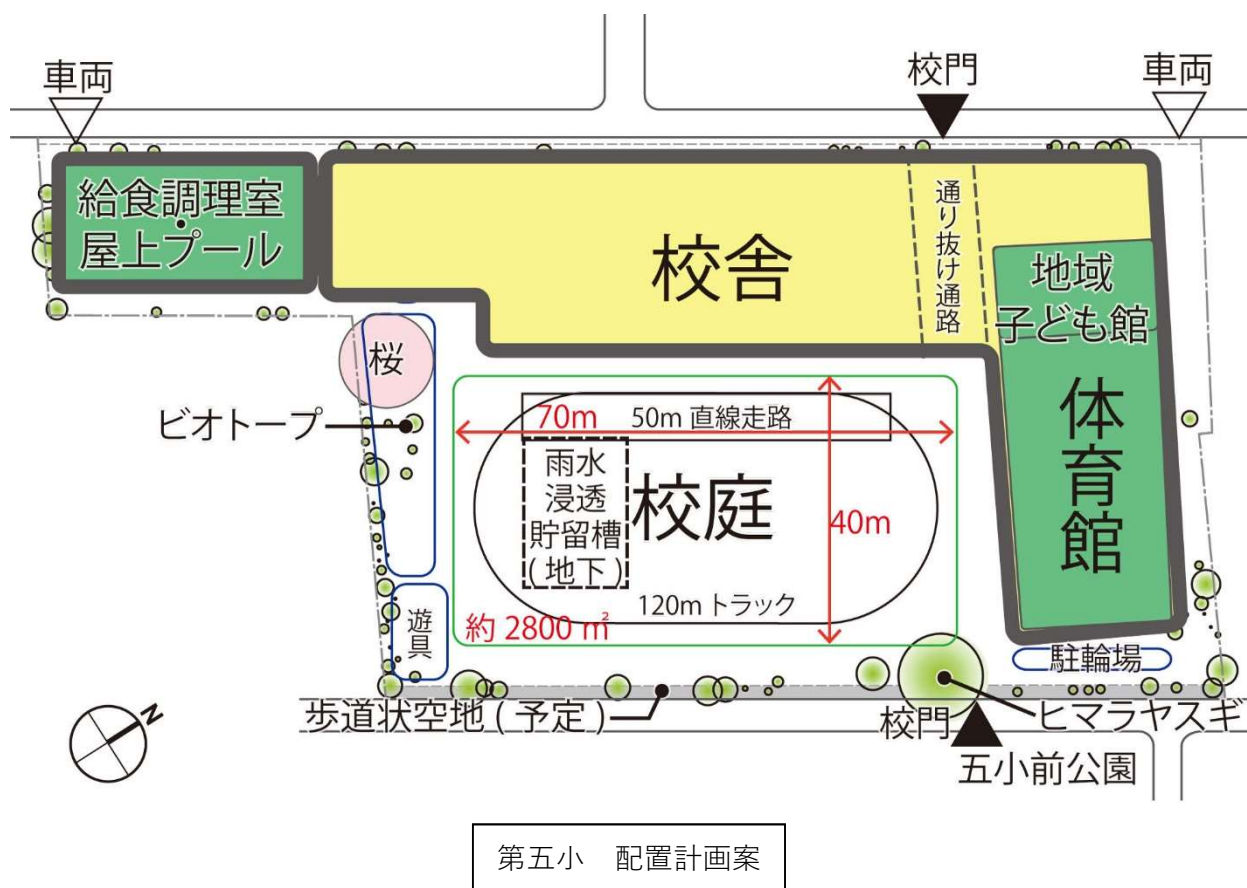 車両
校門
車両
給食調理室
・
屋上プール
校舎
通り抜け通路
地域
子ども館
体育館
桜
ビオトープ
70m
50m 直線走路
雨水
浸透
貯留槽
(地下)
校庭
40m
120m トラック
約 2800 ㎡
遊具
駐輪場
歩道状空地 ( 予定 )
校門
ヒマラヤスギ
五小前公園
N
第五小　配置計画案